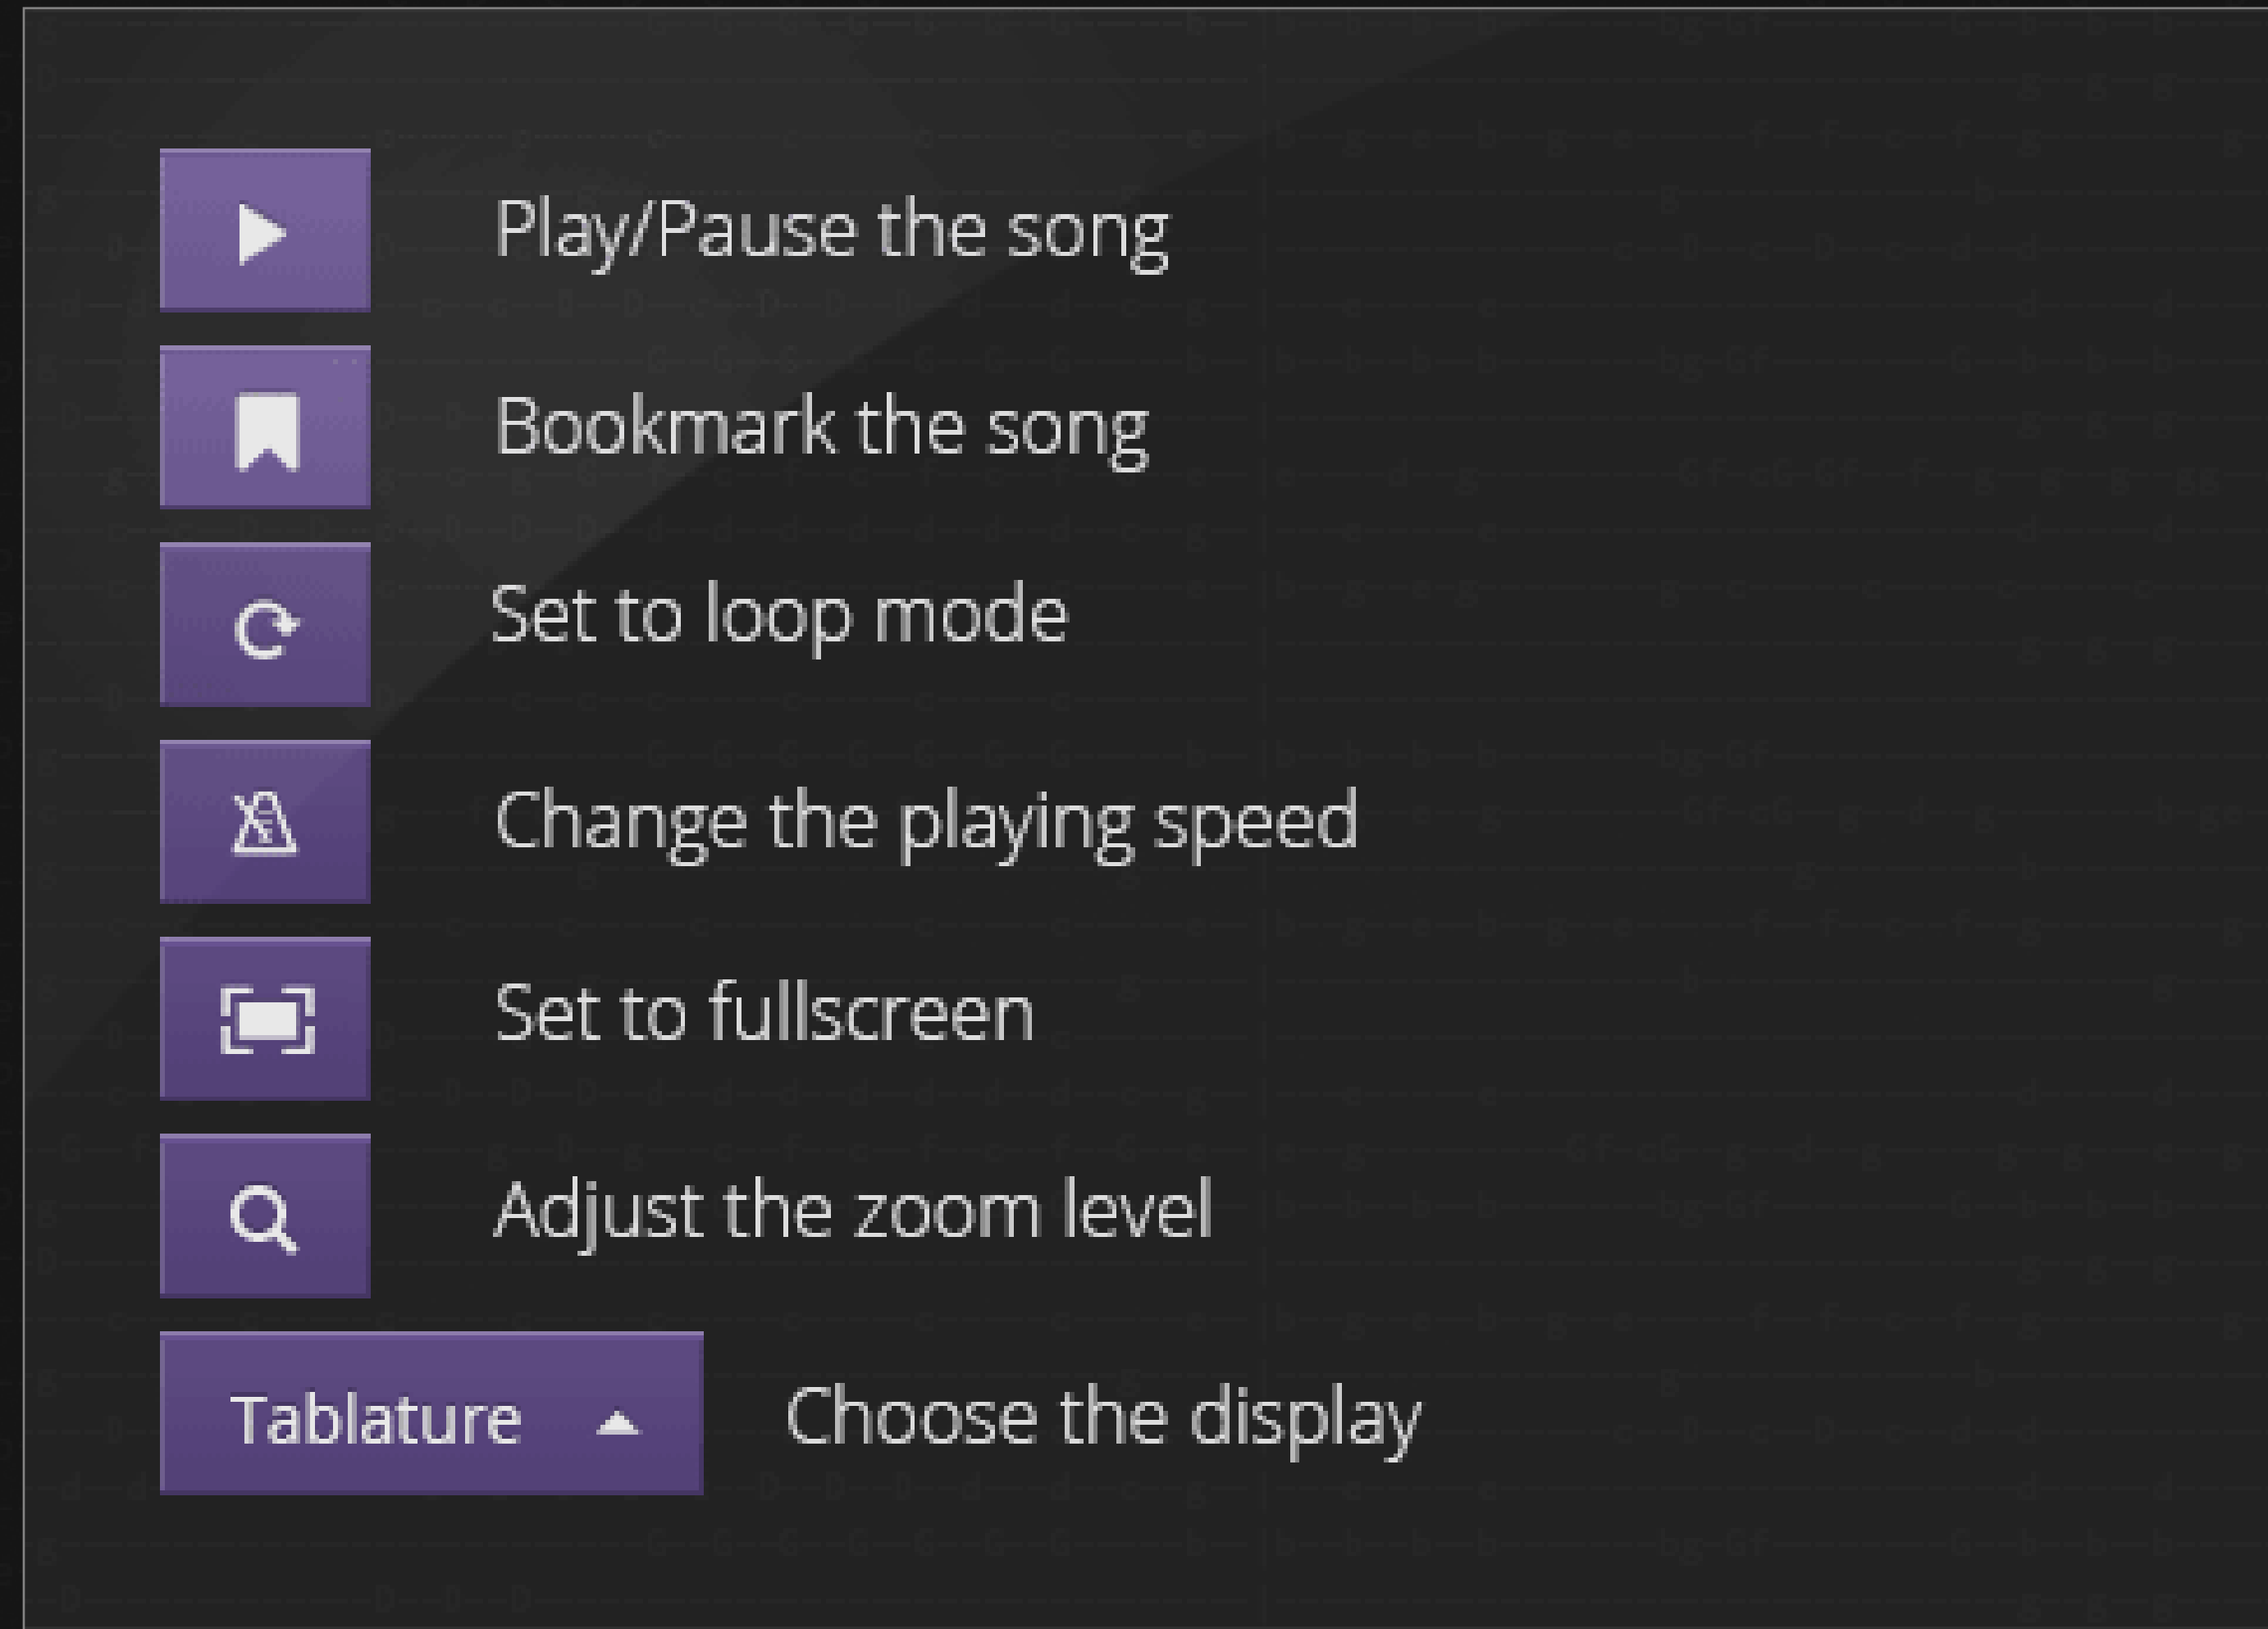 Play/Pause the song
Bookmark the song
Set to loop mode
Change the playing speed
Set to fullscreen
Adjust the zoom level
Tablature Choose the display